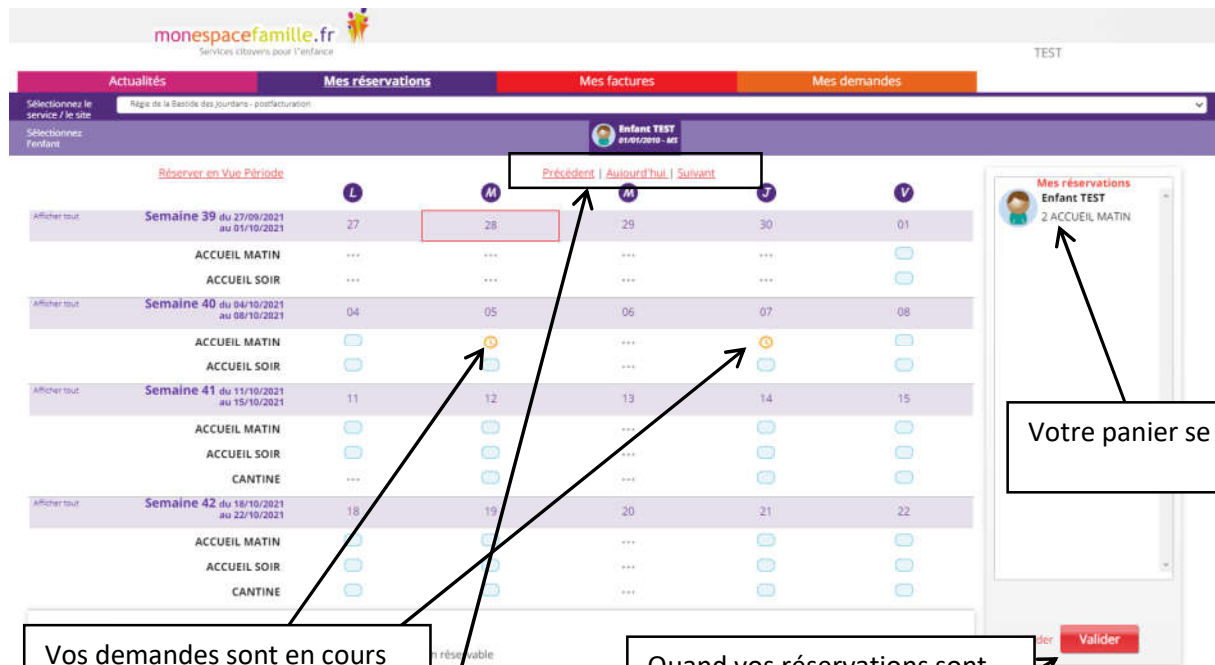 monespacefamille.fr
Services citoyens pour l'enfance
TEST
Actualités Mes réservations Mes factures Mes demandes
Sélectionnez le service / le site
Régie de la Bastide des Jourdans - postfacturation
Sélectionnez l'enfant
Enfant TEST
01/01/2010 - MS
Réserver en Vue Période
Précédent | Aujourd'hui | Suivant
L M M J V
Afficher tout Semaine 39 du 27/09/2021 au 01/10/2021 27 28 29 30 01
ACCUEIL MATIN ... ... ... ...
ACCUEIL SOIR ... ... ... ...
Afficher tout Semaine 40 du 04/10/2021 au 08/10/2021 04 05 06 07 08
ACCUEIL MATIN ...
ACCUEIL SOIR ...
Afficher tout Semaine 41 du 11/10/2021 au 15/10/2021 11 12 13 14 15
ACCUEIL MATIN ...
ACCUEIL SOIR ...
CANTINE ... ...
Afficher tout Semaine 42 du 18/10/2021 au 22/10/2021 18 19 20 21 22
ACCUEIL MATIN ...
ACCUEIL SOIR ...
CANTINE ...
Mes réservations
Enfant TEST
2 ACCUEIL MATIN
Votre panier se
Valider
Vos demandes sont en cours
réservable
Quand vos réservations sont